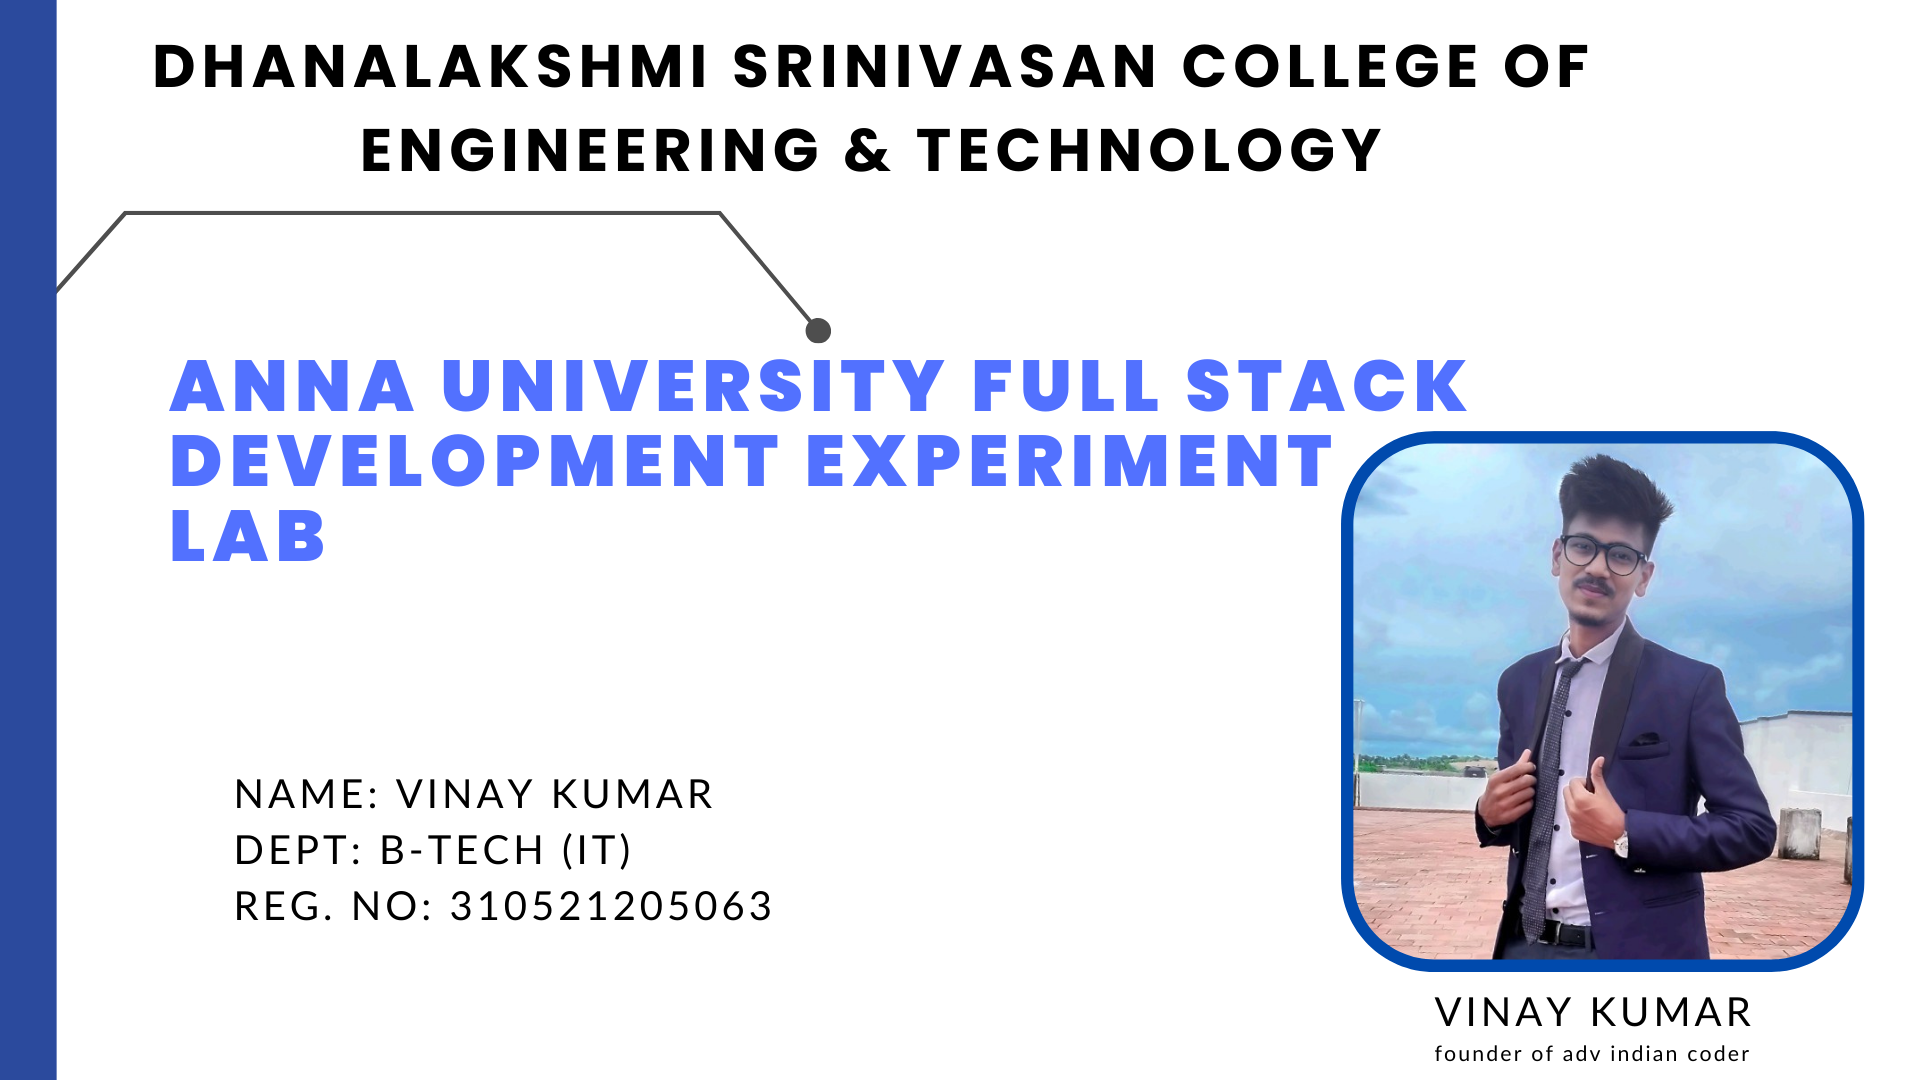 DHANALAKSHMI SRINIVASAN COLLEGE OF
ENGINEERING & TECHNOLOGY
ANNA UNIVERSITY FULL STACK
DEVELOPMENT EXPERIMENT
LAB
NAME: VINAY KUMAR
DEPT: B-TECH (IT)
REG. NO: 310521205063
VINAY KUMAR
founder of adv indian coder